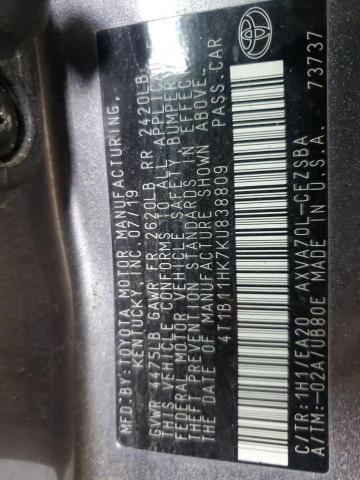 MFD.BY: TOYOTA MOTOR MANUFACTURING,
KENTUCKY, INC. 07/19
GVWR 4275LB GAWR FR 2620LB RR 2420LB
THIS VEHICLE CONFORMS TO ALL APPLIC
FEDERAL MOTOR VEHICLE SAFETY, BUMPER,
THEFT PREVENTION STANDARDS IN EFFECT
ON THE DATE OF MANUFACTURE SHOWN ABOVE.
4T1B11HK7KU838809 PASS.CAR
C/TR: 1H1/EA20 AXVA70L-CEZSBA
A/TM: -02A/UB80E MADE IN U.S.A.
73737